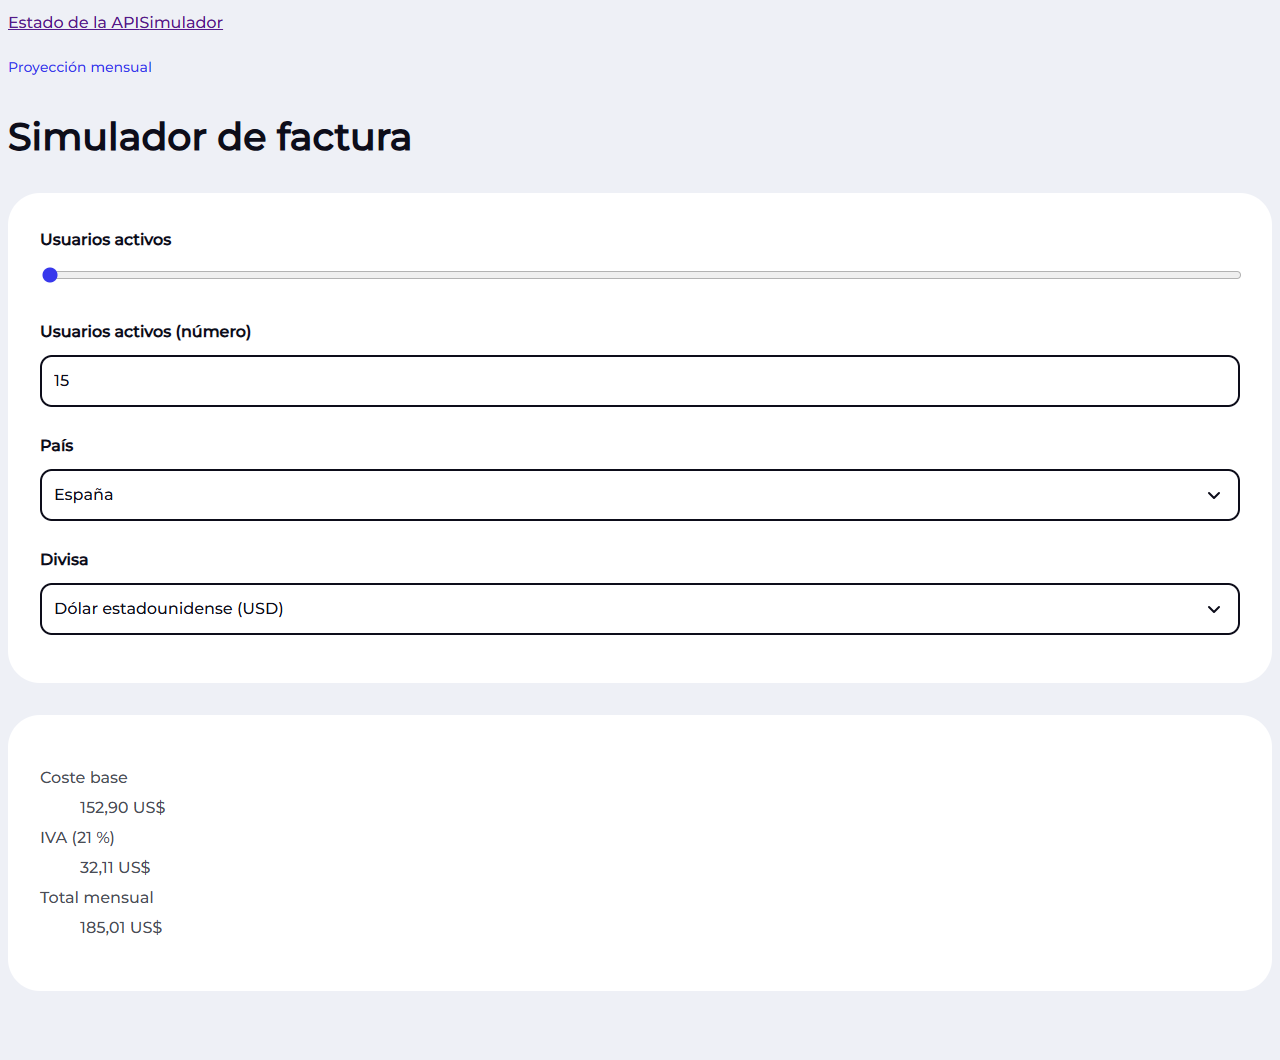 Estado de la APISimulador
Proyección mensual
Simulador de factura
Usuarios activos
Usuarios activos (número)
15
País
España
Divisa
Dólar estadounidense (USD)
Coste base
152,90 US$
IVA (21 %)
32,11 US$
Total mensual
185,01 US$